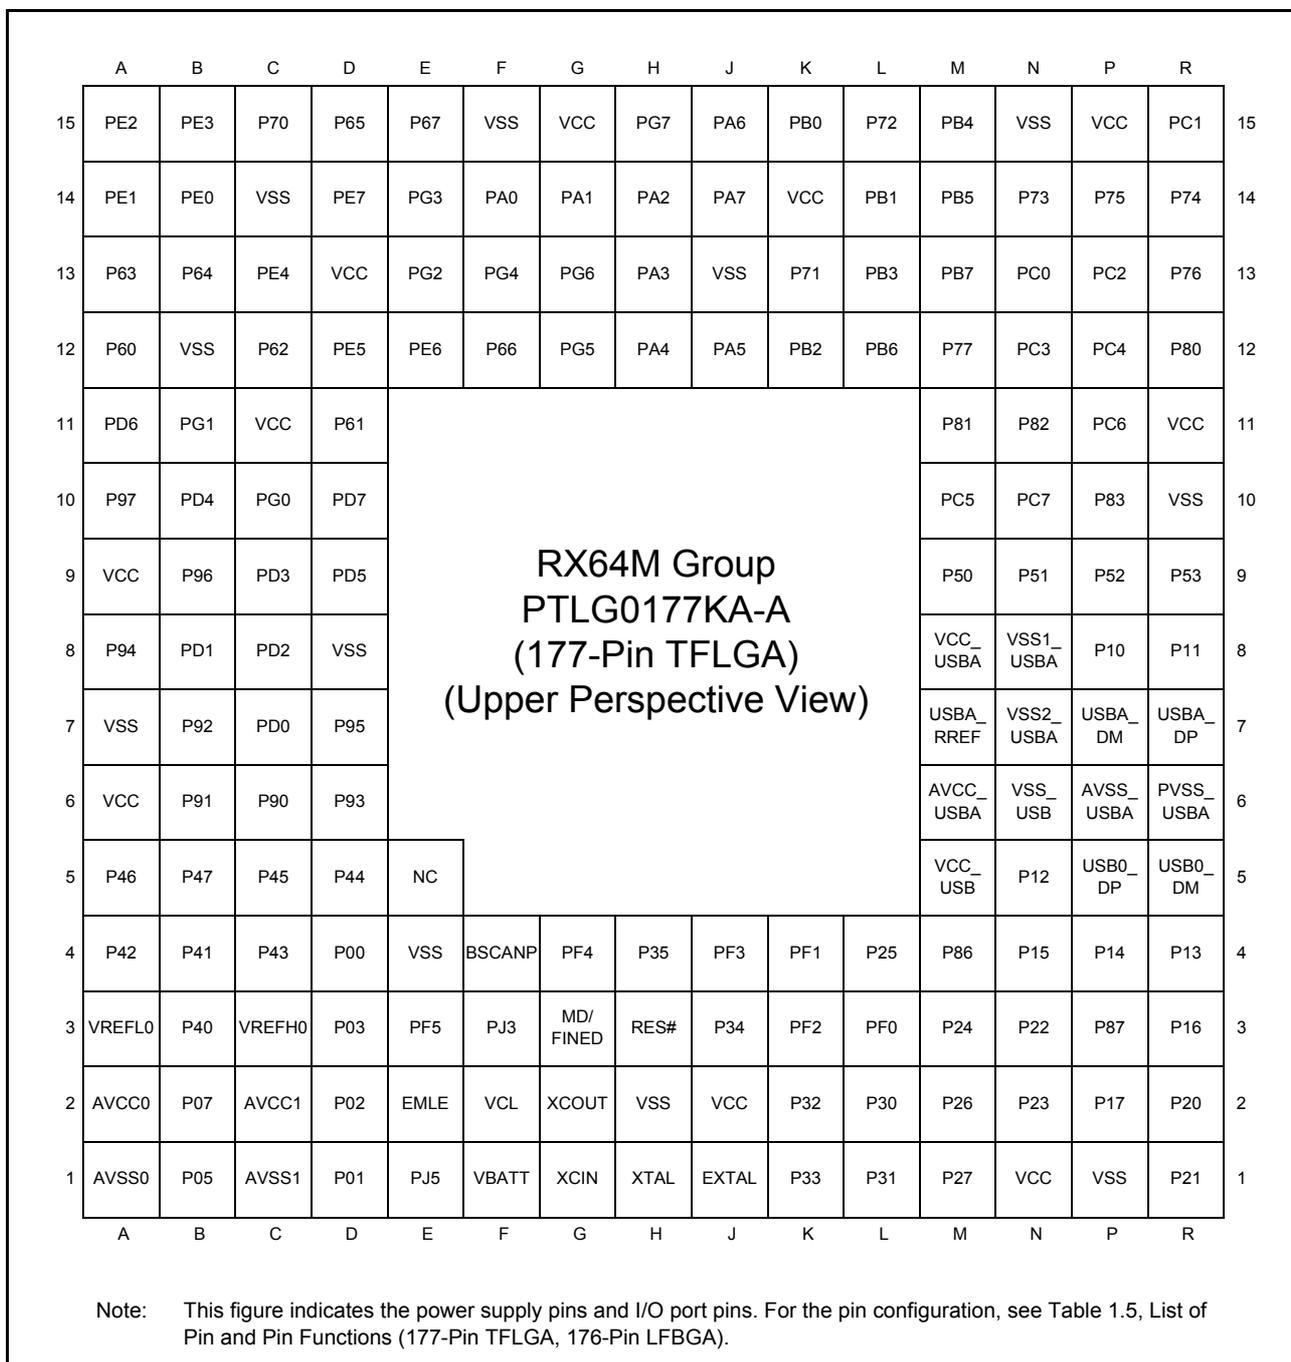 A B C D E F G H J K L M N P R
15 PE2 PE3 P70 P65 P67 VSS VCC PG7 PA6 PB0 P72 PB4 VSS VCC PC1 15
14 PE1 PE0 VSS PE7 PG3 PA0 PA1 PA2 PA7 VCC PB1 PB5 P73 P75 P74 14
13 P63 P64 PE4 VCC PG2 PG4 PG6 PA3 VSS P71 PB3 PB7 PC0 PC2 P76 13
12 P60 VSS P62 PE5 PE6 P66 PG5 PA4 PA5 PB2 PB6 P77 PC3 PC4 P80 12
11 PD6 PG1 VCC P61 P81 P82 PC6 VCC 11
10 P97 PD4 PG0 PD7 PC5 PC7 P83 VSS 10
9 VCC P96 PD3 PD5 P50 P51 P52 P53 9
8 P94 PD1 PD2 VSS VCC_ USBA VSS1_ USBA P10 P11 8
7 VSS P92 PD0 P95 USBA_ RREF VSS2_ USBA USBA_ DM USBA_ DP 7
6 VCC P91 P90 P93 AVCC_ USBA VSS_ USB AVSS_ USBA PVSS_ USBA 6
5 P46 P47 P45 P44 NC VCC_ USB P12 USB0_ DP USB0_ DM 5
RX64M Group
PTLG0177KA-A
(177-Pin TFLGA)
(Upper Perspective View)
4 P42 P41 P43 P00 VSS BSCANP PF4 P35 PF3 PF1 P25 P86 P15 P14 P13 4
3 VREFL0 P40 VREFH0 P03 PF5 PJ3 MD/ FINED RES# P34 PF2 PF0 P24 P22 P87 P16 3
2 AVCC0 P07 AVCC1 P02 EMLE VCL XCOUT VSS VCC P32 P30 P26 P23 P17 P20 2
1 AVSS0 P05 AVSS1 P01 PJ5 VBATT XCIN XTAL EXTAL P33 P31 P27 VCC VSS P21 1
A B C D E F G H J K L M N P R
Note: This figure indicates the power supply pins and I/O port pins. For the pin configuration, see Table 1.5, List of
Pin and Pin Functions (177-Pin TFLGA, 176-Pin LFBGA).